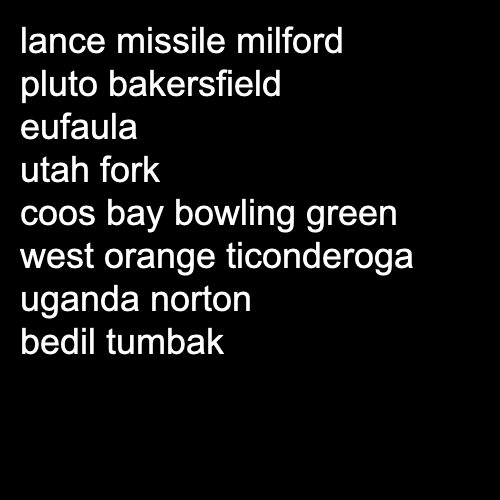 lance missile milford
pluto bakersfield
eufaula
utah fork
coos bay bowling green
west orange ticonderoga
uganda norton
bedil tumbak